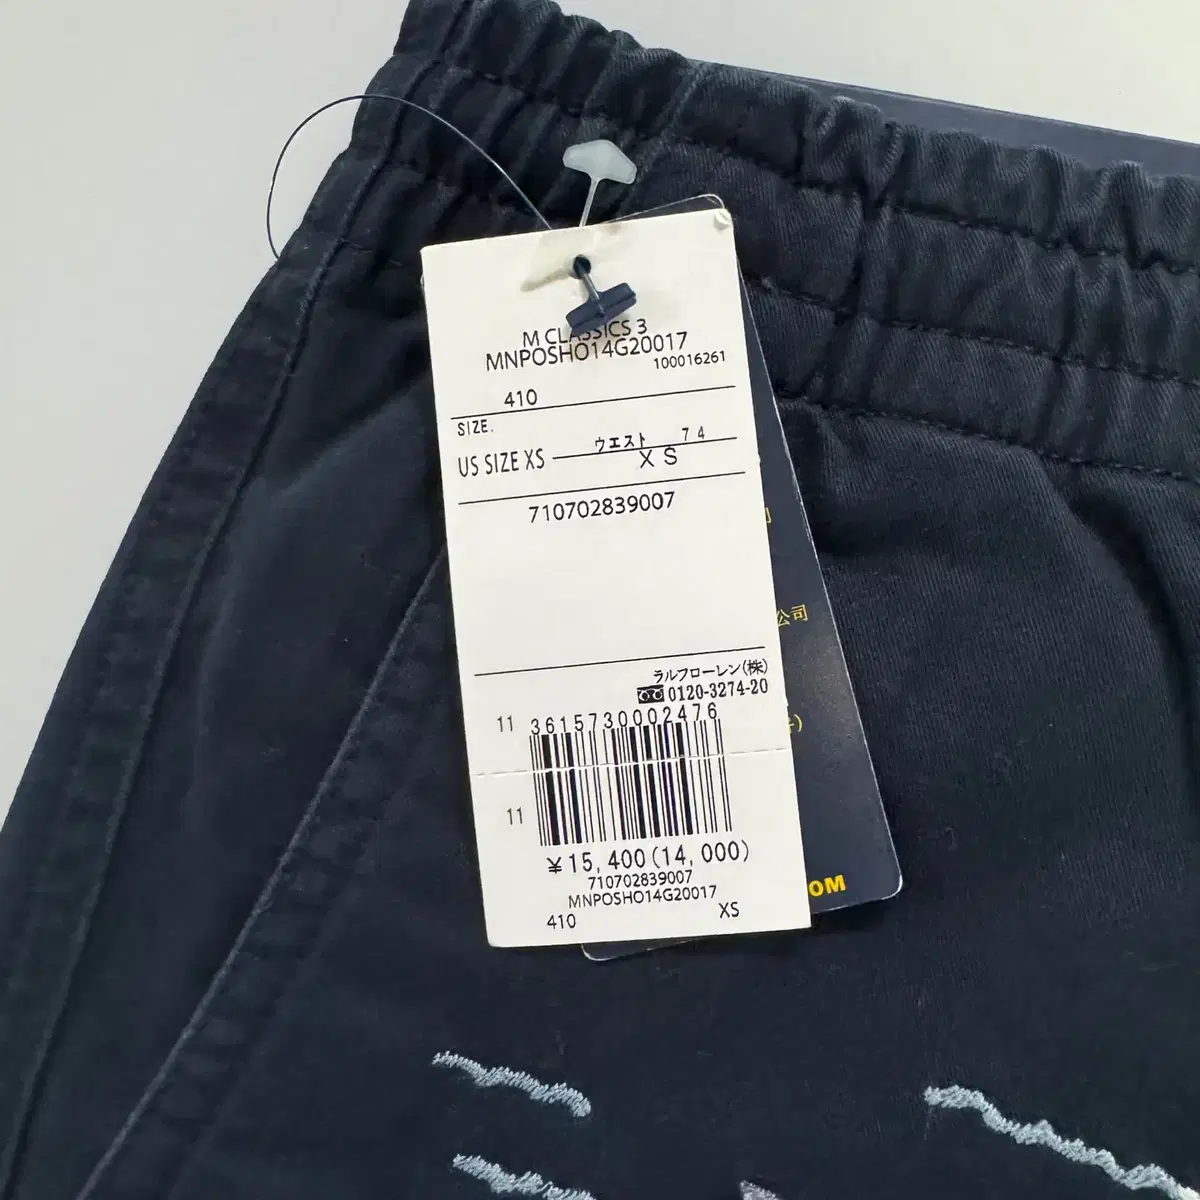 M CLASSICS 3
MNPOSHO14G20017
100016261
410
SIZE.
US SIZE XS
ウエスト 74
XS
710702839007
ラルフローレン(株)
0120-3274-20
11 3615730002476
11
¥15,400(14,000)
710702839007
MNPOSHO14G20017
410 XS
公司
OM